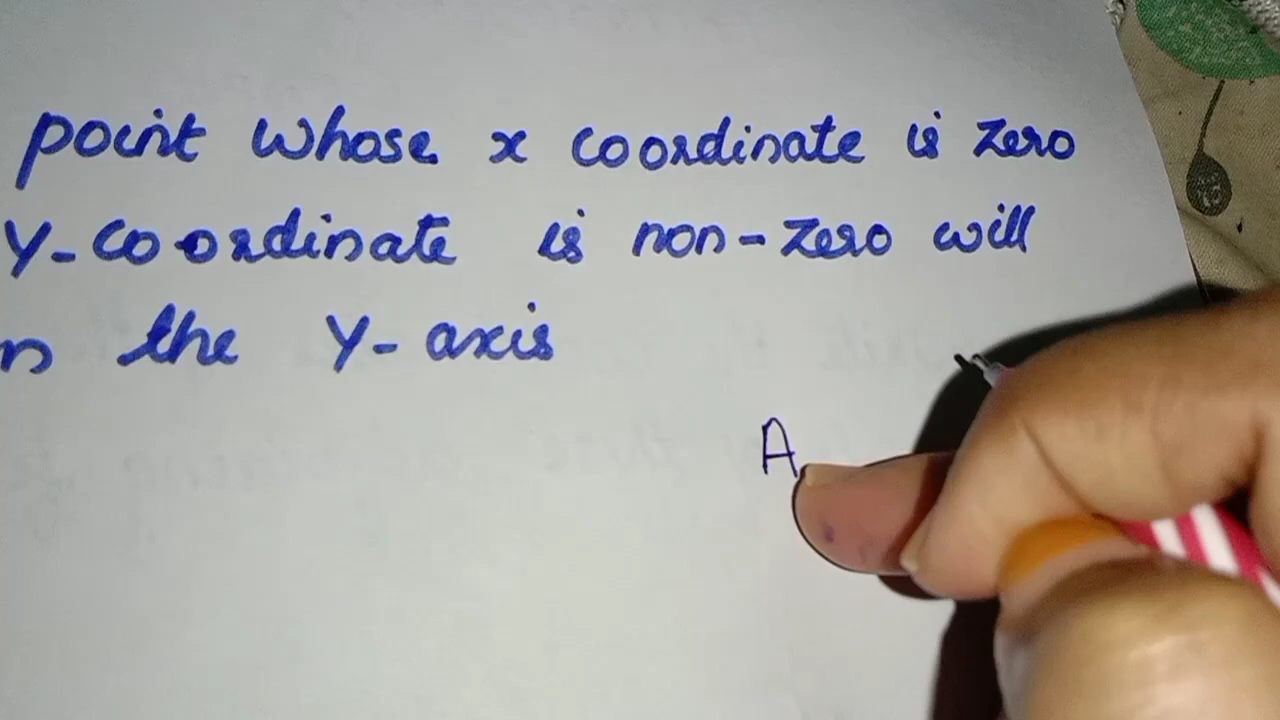 point whose x coordinate is zero
Y-coordinate is non-zero will
n the Y-axis
A